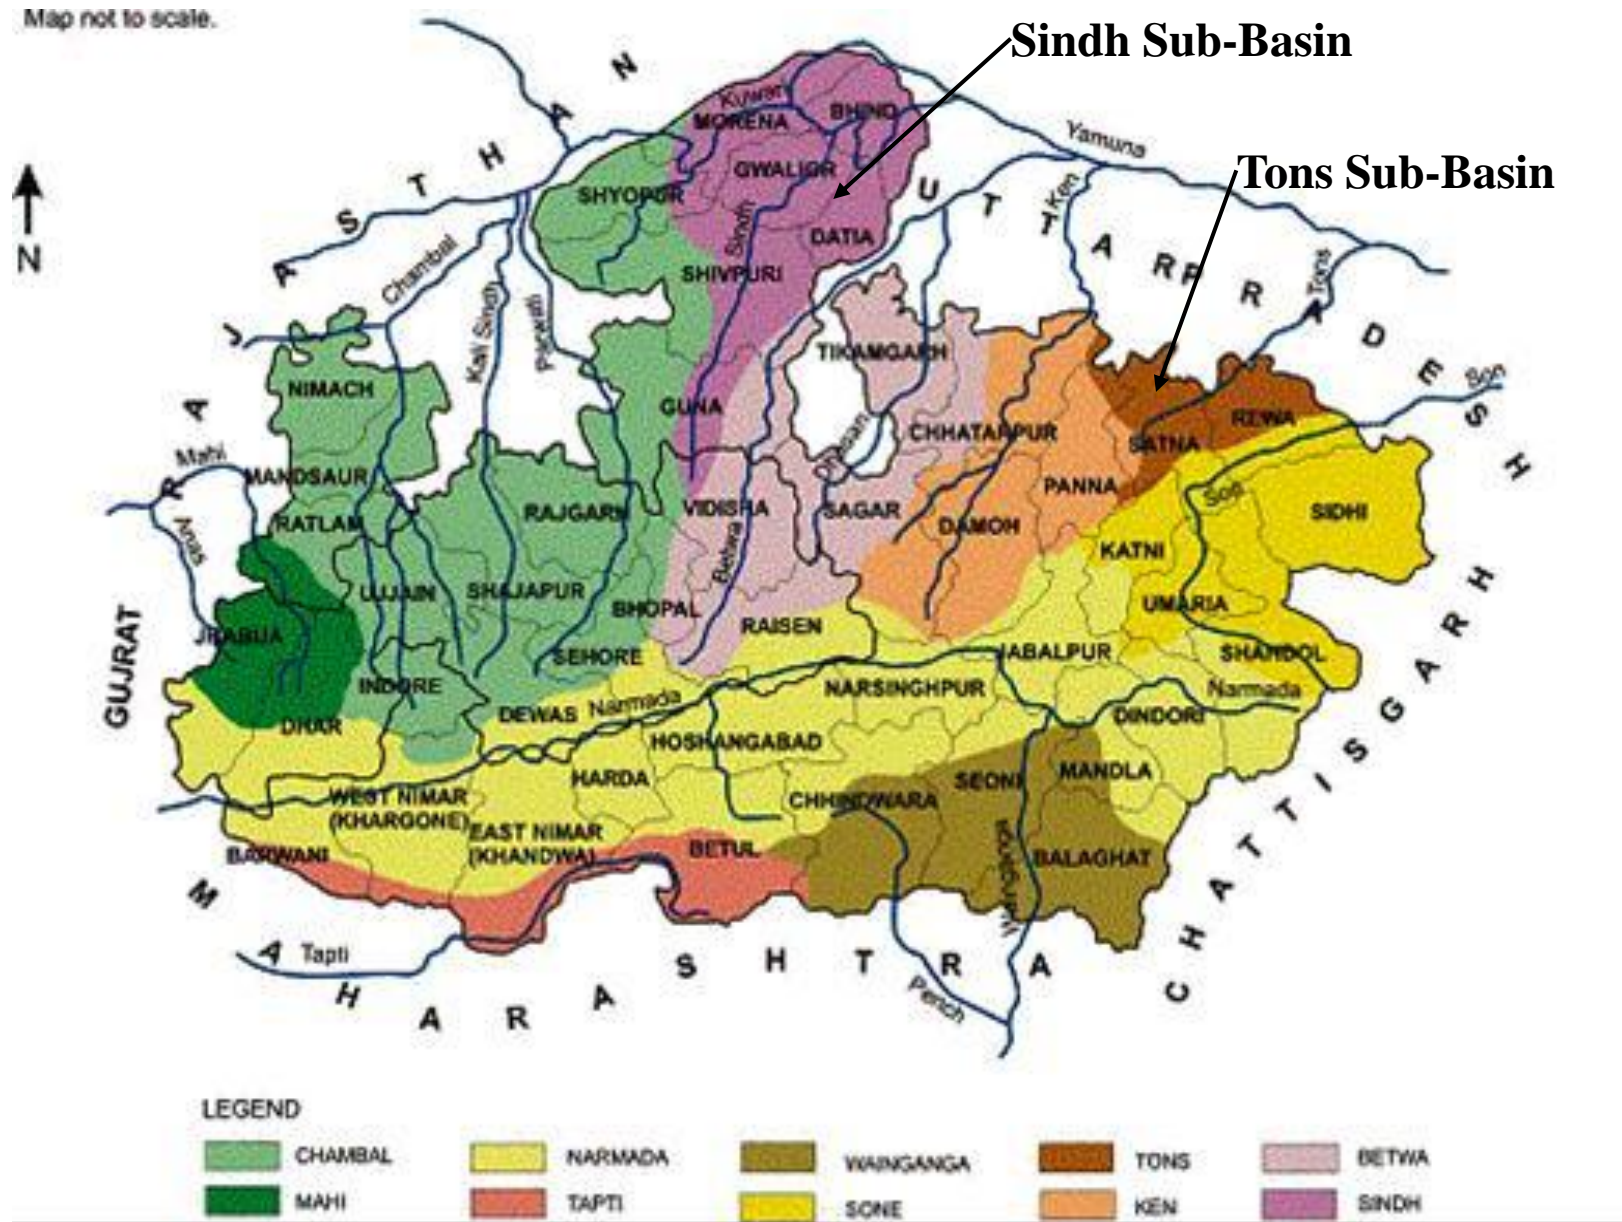 Map not to scale.
Sindh Sub-Basin
Tons Sub-Basin
N
RAJASTHAN
UTTAR PRADESH
GUJRAT
MAHARASHTRA
CHATTISGARH
Kuwari
Yamuna
Ken
Tons
Son
Chambal
Kali Sindh
Parwati
Sindh
Mahi
Anas
Betwa
Dhasan
Son
Narmada
Narmada
Wainganga
Pench
Tapti
MORENA
BHIND
GWALIOR
SHYOPUR
DATIA
SHIVPURI
TIKAMGARH
NIMACH
GUNA
CHHATARPUR
REWA
SATNA
MANDSAUR
PANNA
RATLAM
RAJGARH
VIDISHA
SAGAR
DAMOH
SIDHI
KATNI
UJJAIN
SHAJAPUR
BHOPAL
RAISEN
UMARIA
JHABUA
SEHORE
JABALPUR
SHAHDOL
INDORE
NARSINGHPUR
DHAR
DEWAS
DINDORI
HOSHANGABAD
HARDA
SEONI
MANDLA
WEST NIMAR
(KHARGONE)
CHHINDWARA
EAST NIMAR
(KHANDWA)
BARWANI
BETUL
BALAGHAT
LEGEND
CHAMBAL
NARMADA
WAINGANGA
TONS
BETWA
MAHI
TAPTI
SONE
KEN
SINDH